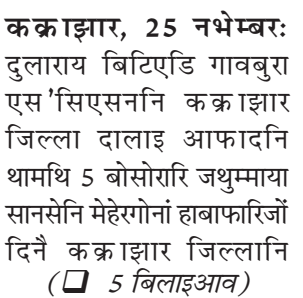 कक्राझार, 25 नभेम्बरः
दुलाराय बिटिएडि गावबुरा
एस'सिएसननि कक्राझार
जिल्ला दालाइ आफादनि
थामथि 5 बोसोरारि जथुम्माया
सानसेनि मेहेरगोनां हाबाफारिजों
दिनै कक्राझार जिल्लानि
(❑ 5 बिलाइआव)